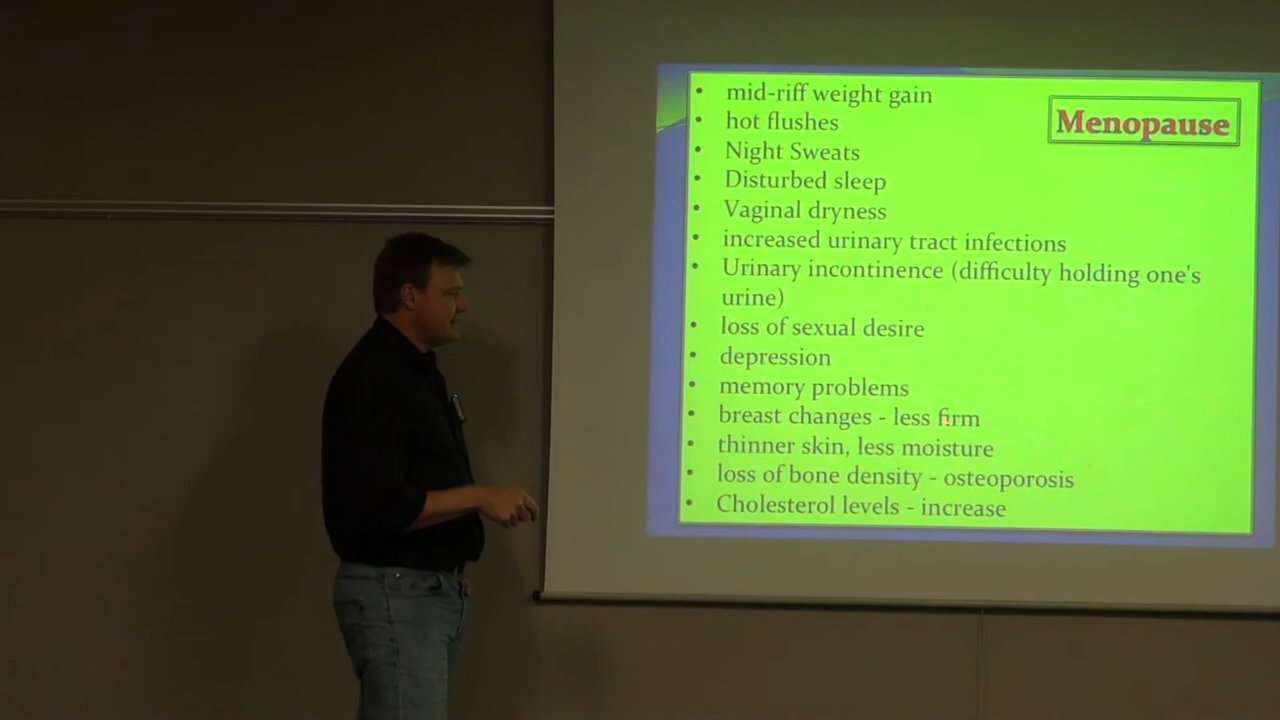 mid-riff weight gain
Menopause
hot flushes
Night Sweats
Disturbed sleep
Vaginal dryness
increased urinary tract infections
Urinary incontinence (difficulty holding one's
urine)
loss of sexual desire
depression
memory problems
breast changes - less firm
thinner skin, less moisture
loss of bone density - osteoporosis
Cholesterol levels - increase